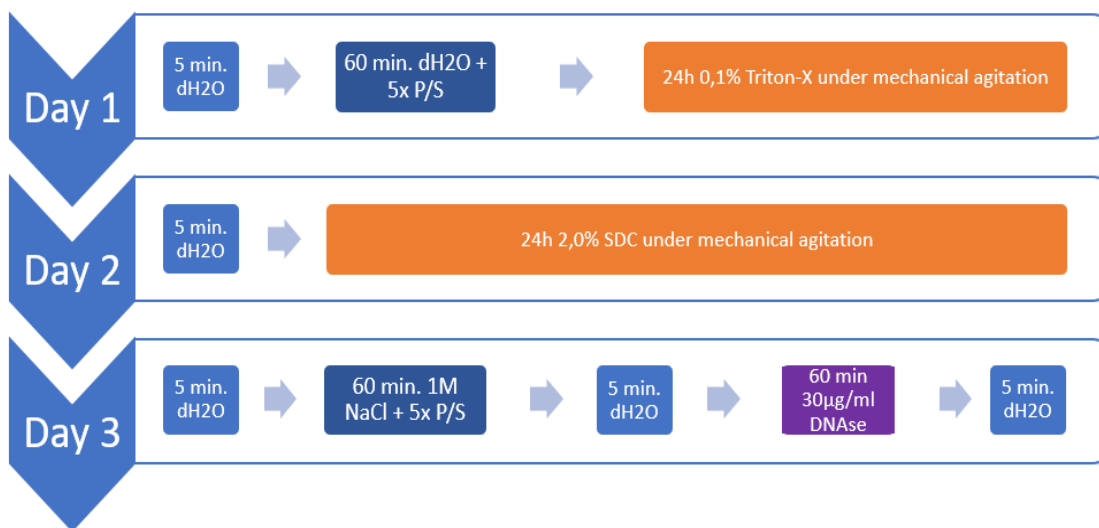 Day 1
5 min.
dH2O
60 min. dH2O +
5x P/S
24h 0,1% Triton-X under mechanical agitation
Day 2
5 min.
dH2O
24h 2,0% SDC under mechanical agitation
Day 3
5 min.
dH2O
60 min. 1M
NaCl + 5x P/S
5 min.
dH2O
60 min
30µg/ml
DNAse
5 min.
dH2O